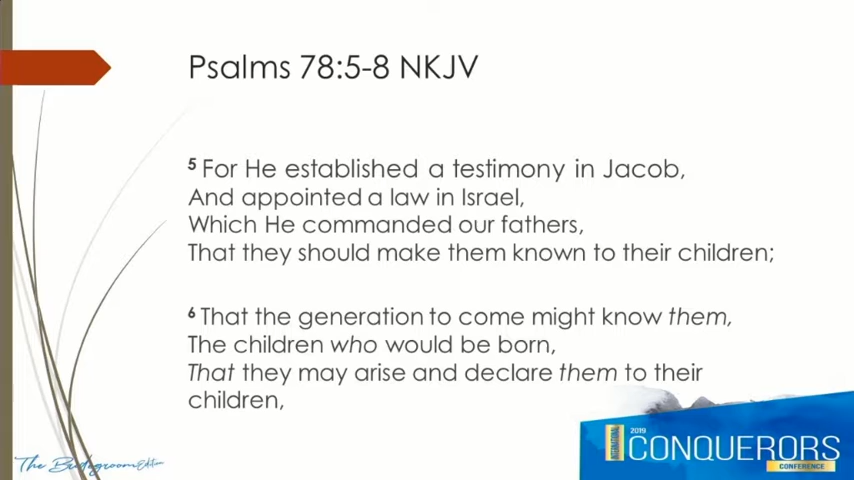 Psalms 78:5-8 NKJV
5 For He established a testimony in Jacob,
And appointed a law in Israel,
Which He commanded our fathers,
That they should make them known to their children;
6 That the generation to come might know them,
The children who would be born,
That they may arise and declare them to their
children,
The Bridegroom Edition
2019
CONQUERORS
CONFERENCE